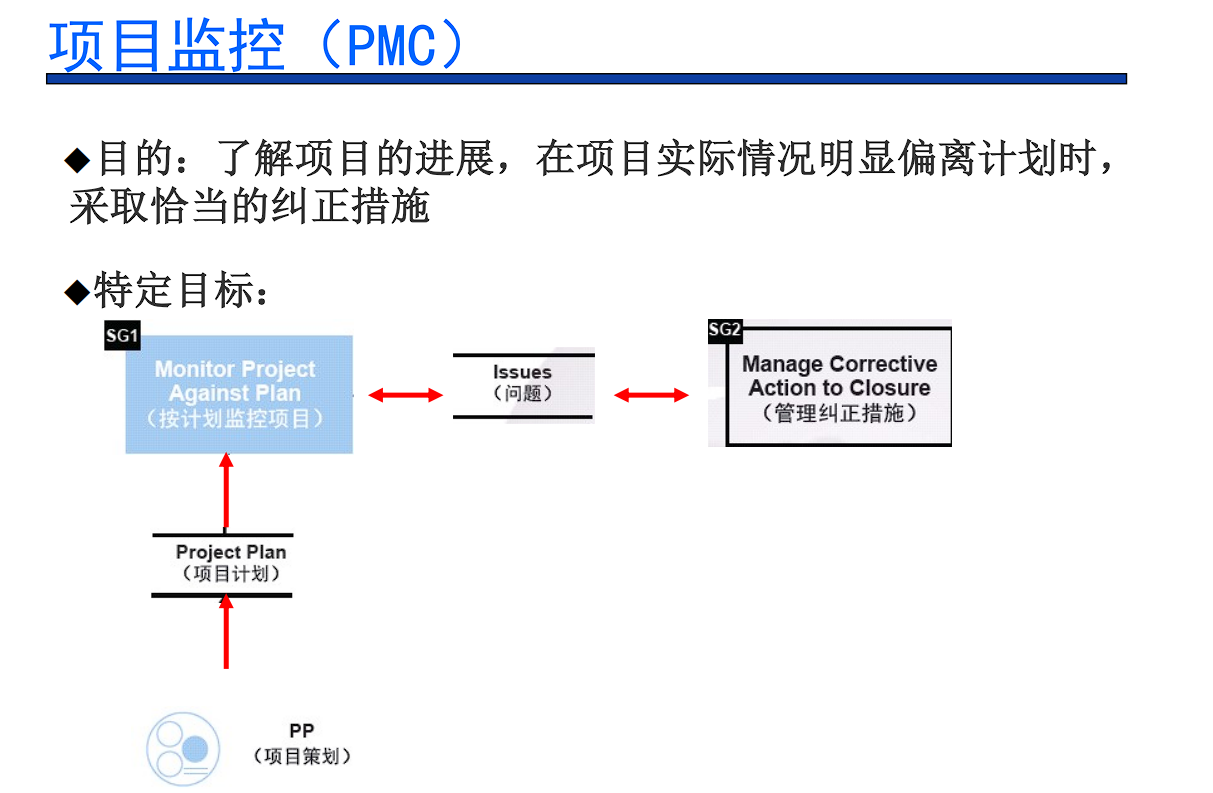 项目监控（PMC）
◆目的：了解项目的进展，在项目实际情况明显偏离计划时，
采取恰当的纠正措施
◆特定目标：
SG1
Monitor Project
Against Plan
（按计划监控项目）
Issues
（问题）
SG2
Manage Corrective
Action to Closure
（管理纠正措施）
Project Plan
（项目计划）
PP
（项目策划）